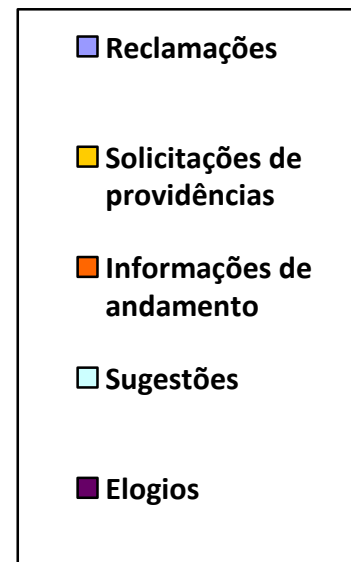 Reclamações
Solicitações de
providências
Informações de
andamento
Sugestões
Elogios